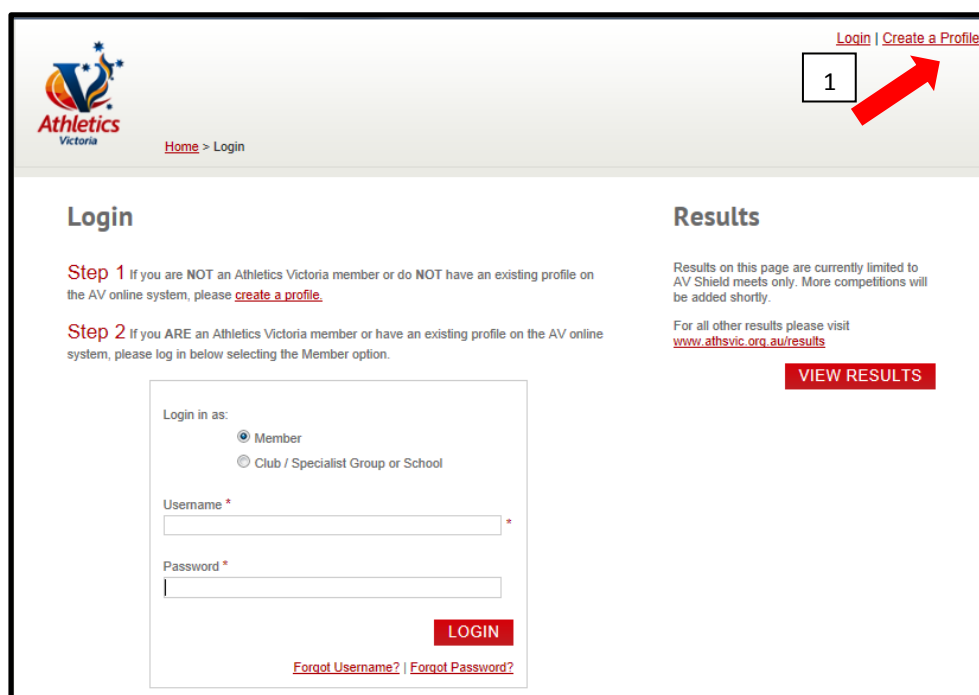 Login | Create a Profile
1
Athletics
Victoria
Home > Login
Login
Step 1 If you are NOT an Athletics Victoria member or do NOT have an existing profile on
the AV online system, please create a profile.
Step 2 If you ARE an Athletics Victoria member or have an existing profile on the AV online
system, please log in below selecting the Member option.
Login in as:
Member
Club / Specialist Group or School
Username *
*
Password *
LOGIN
Forgot Username? | Forgot Password?
Results
Results on this page are currently limited to
AV Shield meets only. More competitions will
be added shortly.
For all other results please visit
www.athsvic.org.au/results
VIEW RESULTS